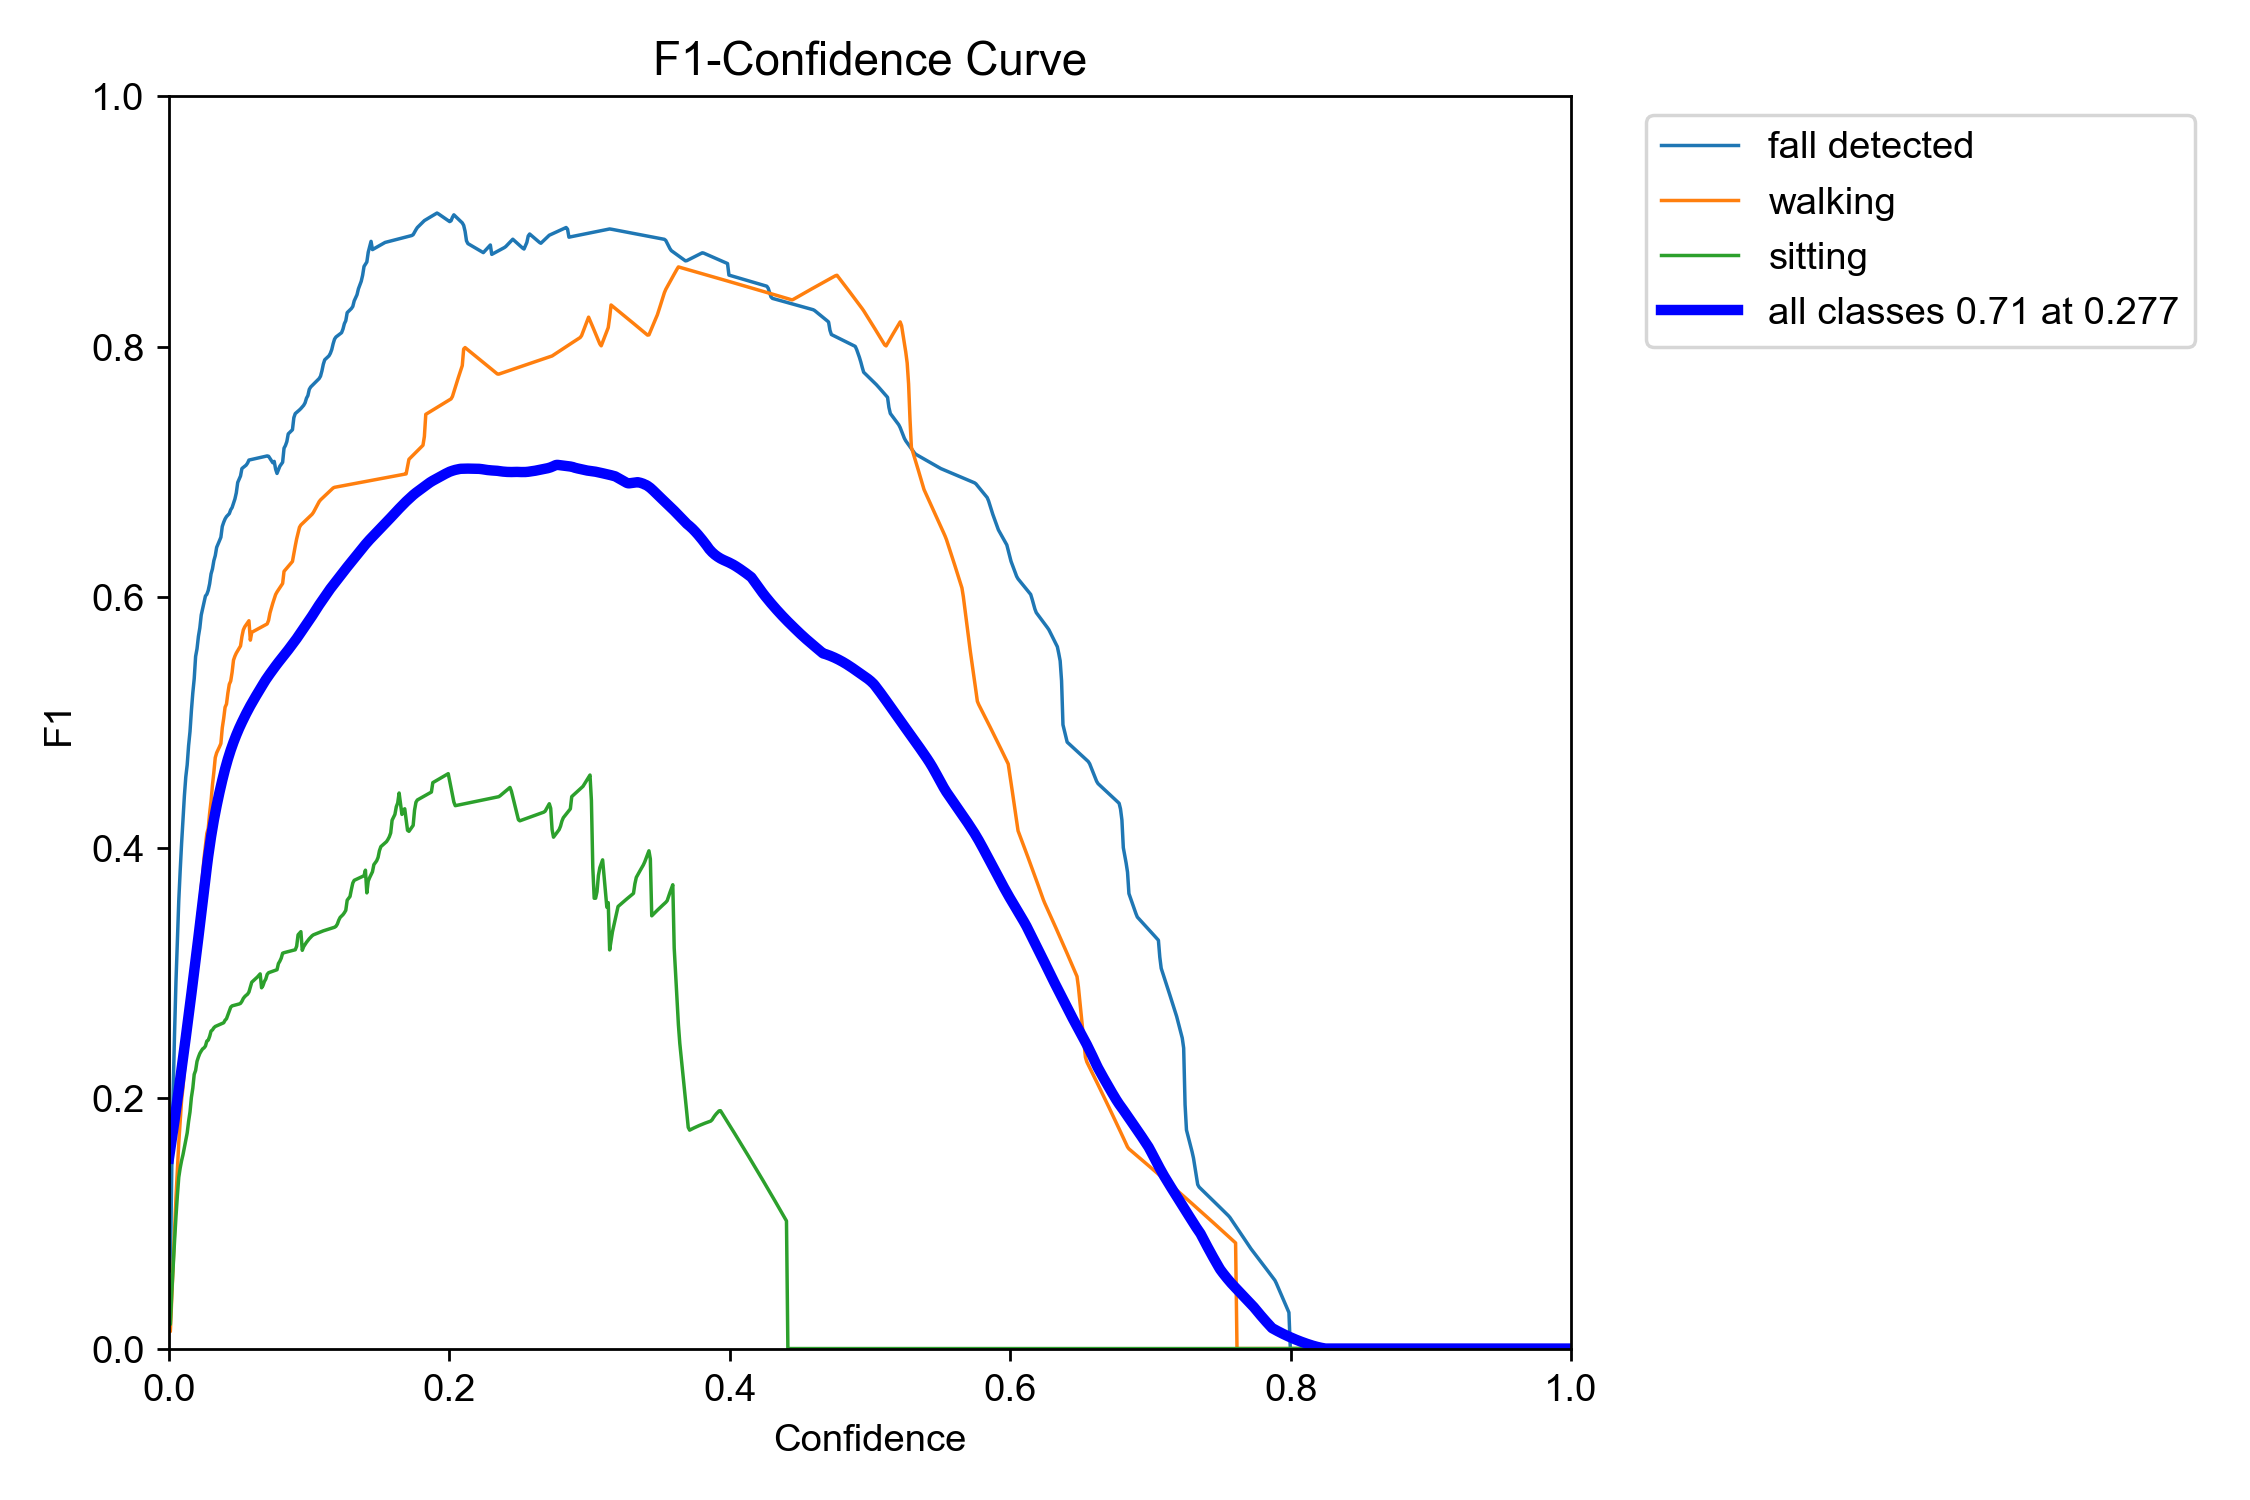 F1-Confidence Curve
1.0
0.8
0.6
0.4
0.2
0.0
F1
0.0 0.2 0.4 0.6 0.8 1.0
Confidence
fall detected
walking
sitting
all classes 0.71 at 0.277